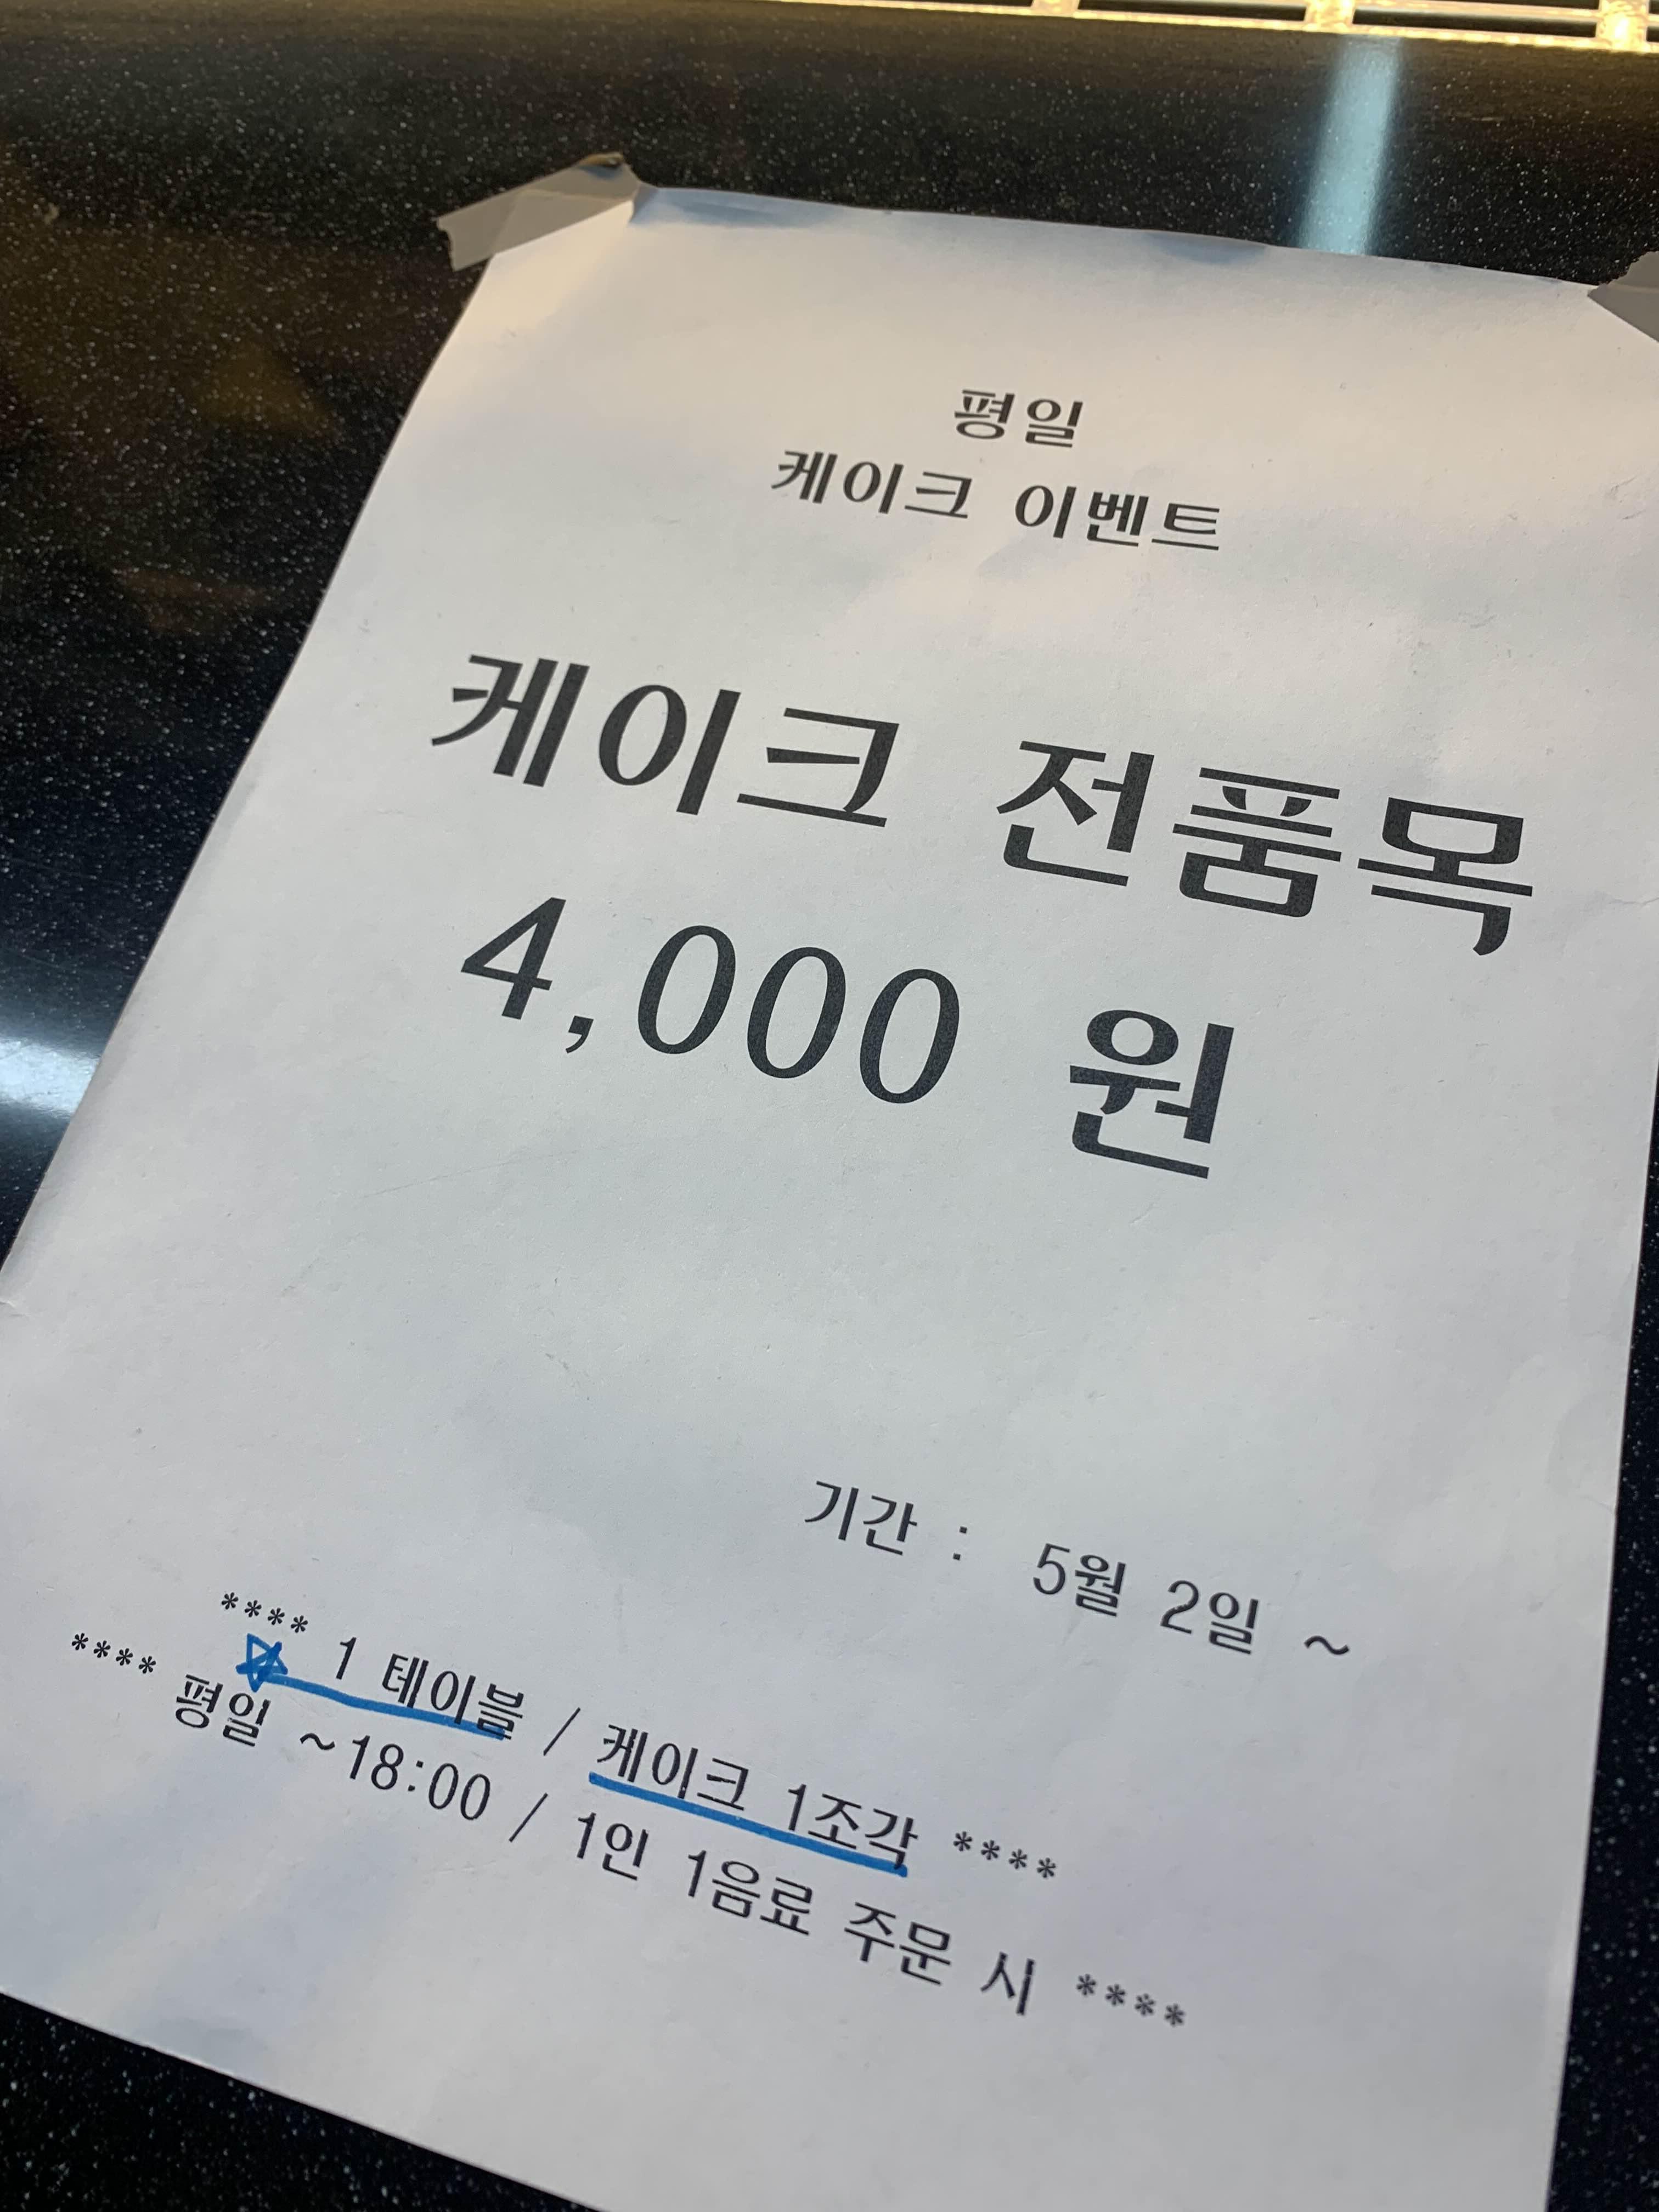 평일
케이크 이벤트
케이크 전품목
4,000 원
기간 : 5월 2일 ~
**** 1 테이블 / 케이크 1조각 ****
**** 평일 ~18:00 / 1인 1음료 주문 시 ****